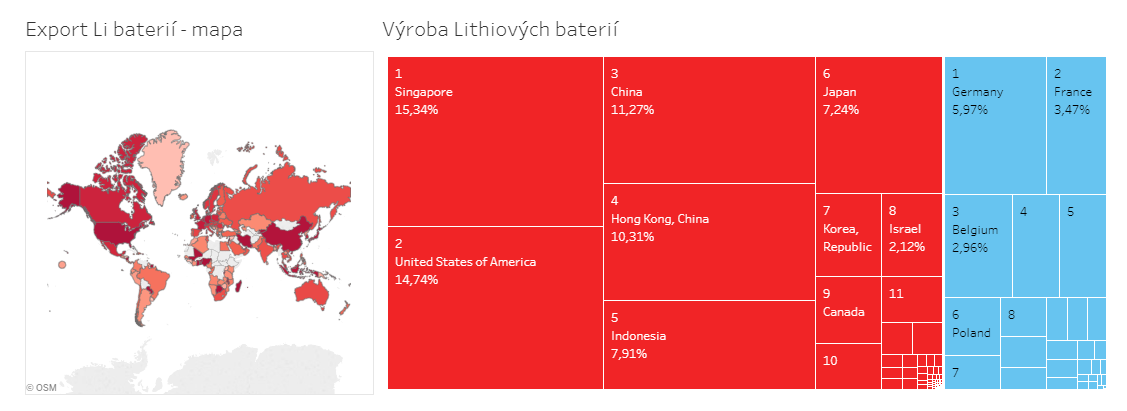 Export Li baterií - mapa
Výroba Lithiových baterií
© OSM
1
Singapore
15,34%
2
United States of America
14,74%
3
China
11,27%
4
Hong Kong, China
10,31%
5
Indonesia
7,91%
6
Japan
7,24%
7
Korea,
Republic
8
Israel
2,12%
9
Canada
10
11
1
Germany
5,97%
2
France
3,47%
3
Belgium
2,96%
4
5
6
Poland
7
8